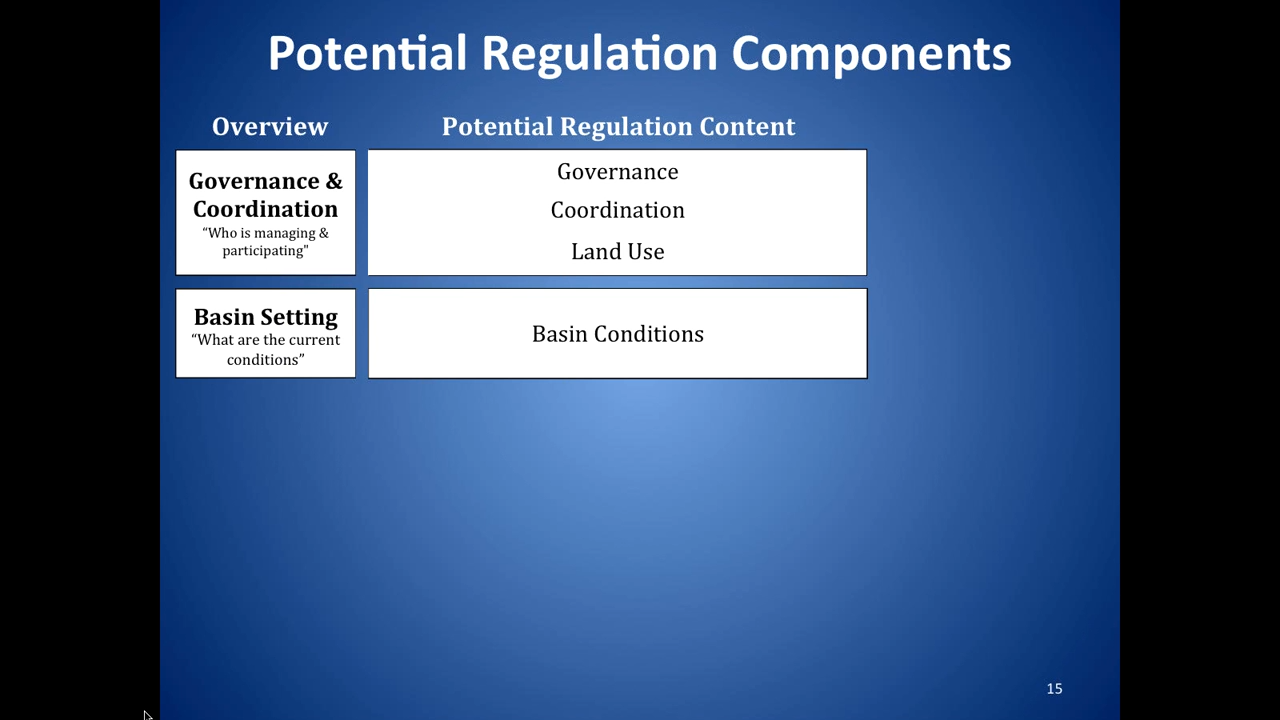 Potential Regulation Components
Overview
Potential Regulation Content
Governance &
Coordination
“Who is managing &
participating”
Governance
Coordination
Land Use
Basin Setting
“What are the current
conditions”
Basin Conditions
15